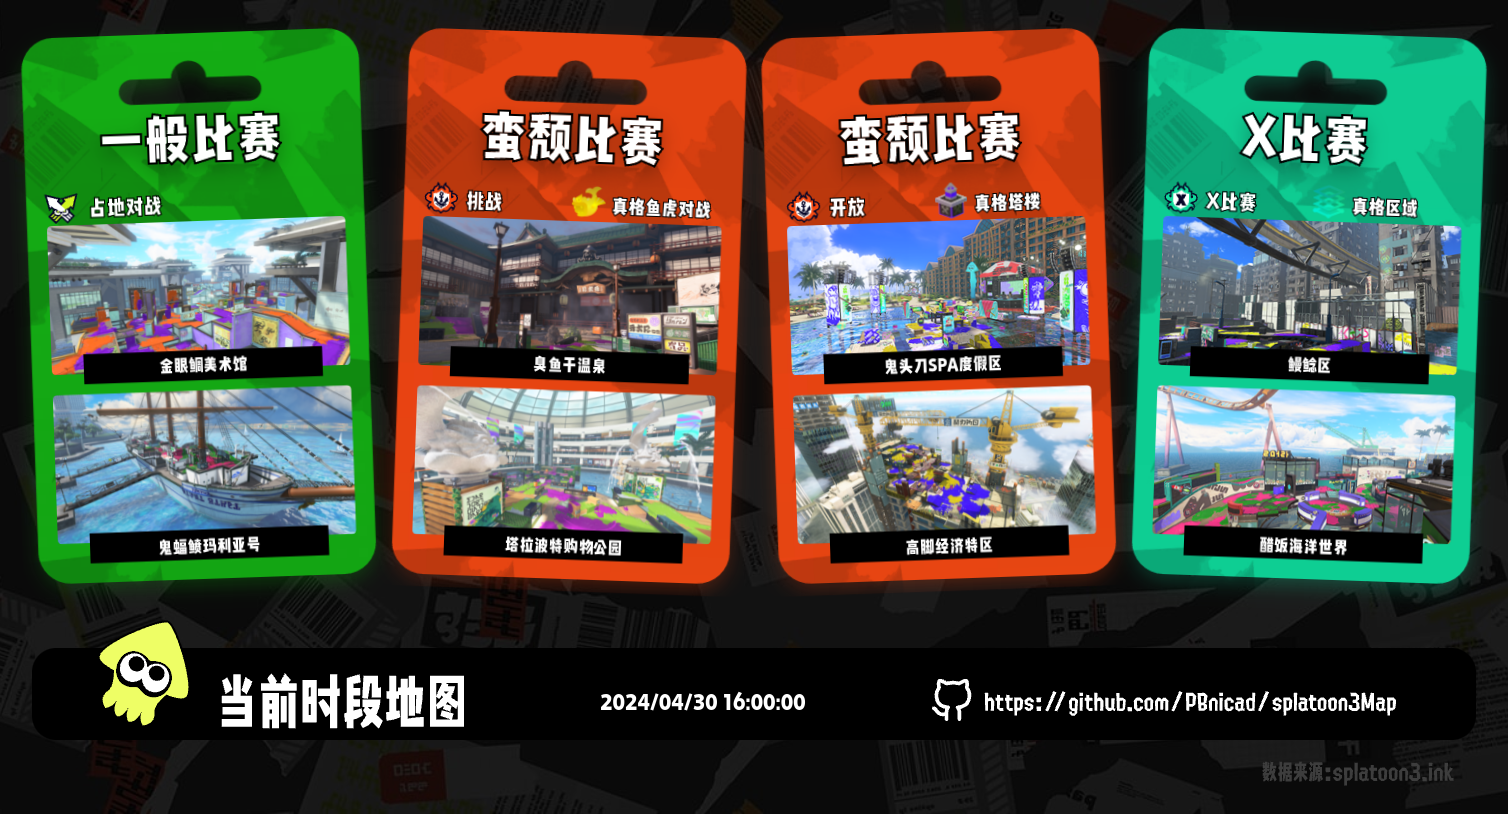 一般比赛
占地对战
金眼鲷美术馆
鬼蝠鲼玛利亚号
蛮颓比赛
挑战
真格鱼虎对战
臭鱼干温泉
塔拉波特购物公园
蛮颓比赛
开放
真格塔楼
鬼头刀SPA度假区
高脚经济特区
X比赛
X比赛
真格区域
鳗鲶区
醋饭海洋世界
当前时段地图
2024/04/30 16:00:00
https://github.com/PBnicad/splatoon3Map
数据来源:splatoon3.ink